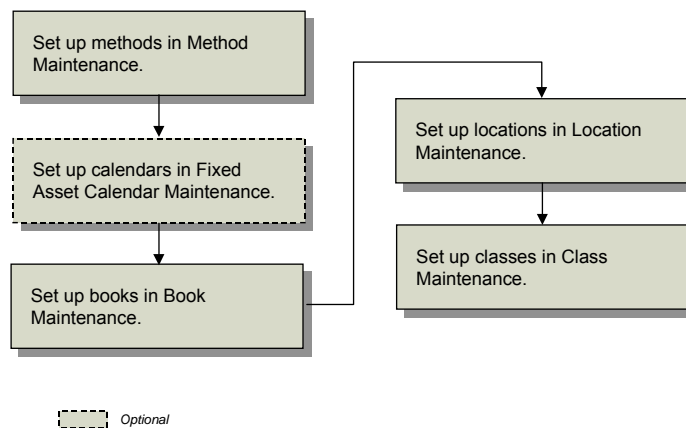 Set up methods in Method
Maintenance.
Set up calendars in Fixed
Asset Calendar Maintenance.
Set up books in Book
Maintenance.
Set up locations in Location
Maintenance.
Set up classes in Class
Maintenance.
Optional